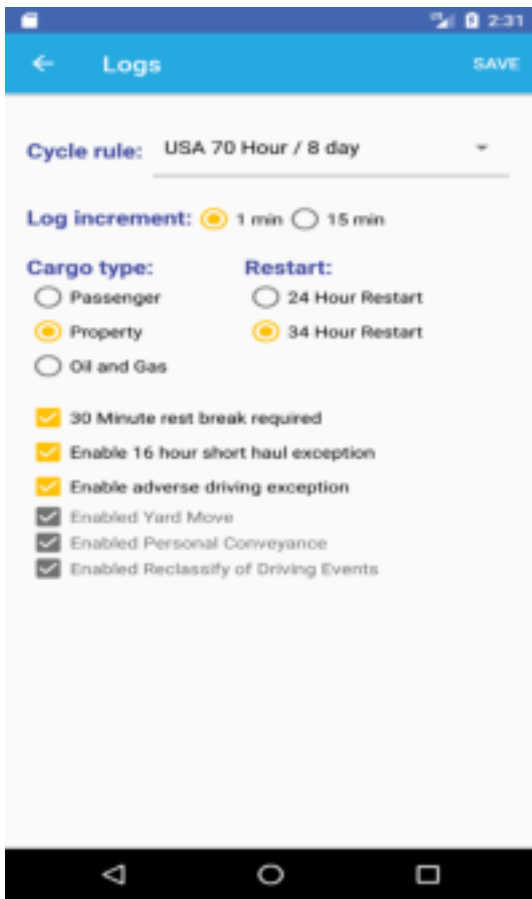 2:31
Logs SAVE
Cycle rule: USA 70 Hour / 8 day
Log increment: 1 min 15 min
Cargo type: Restart:
Passenger 24 Hour Restart
Property 34 Hour Restart
Oil and Gas
30 Minute rest break required
Enable 16 hour short haul exception
Enable adverse driving exception
Enabled Yard Move
Enabled Personal Conveyance
Enabled Reclassify of Driving Events